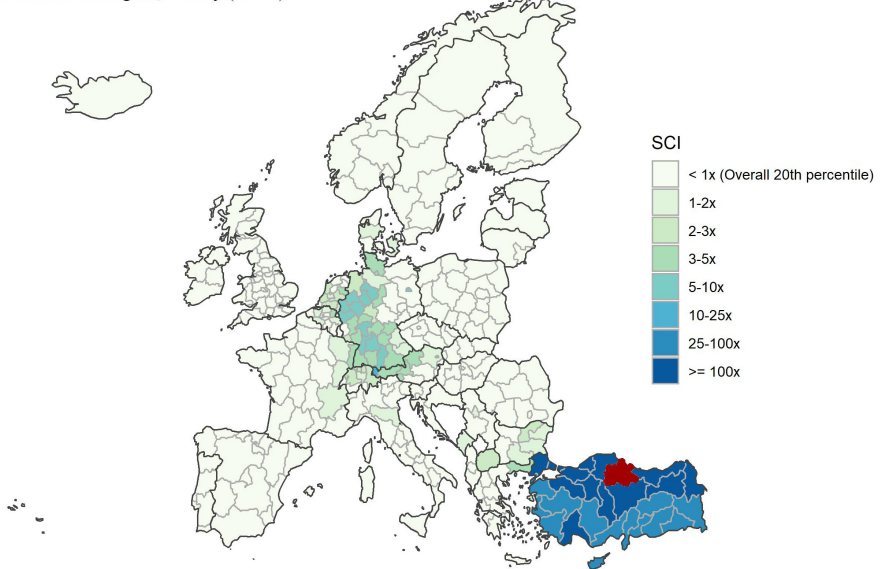 SCI
< 1x (Overall 20th percentile)
1-2x
2-3x
3-5x
5-10x
10-25x
25-100x
>= 100x